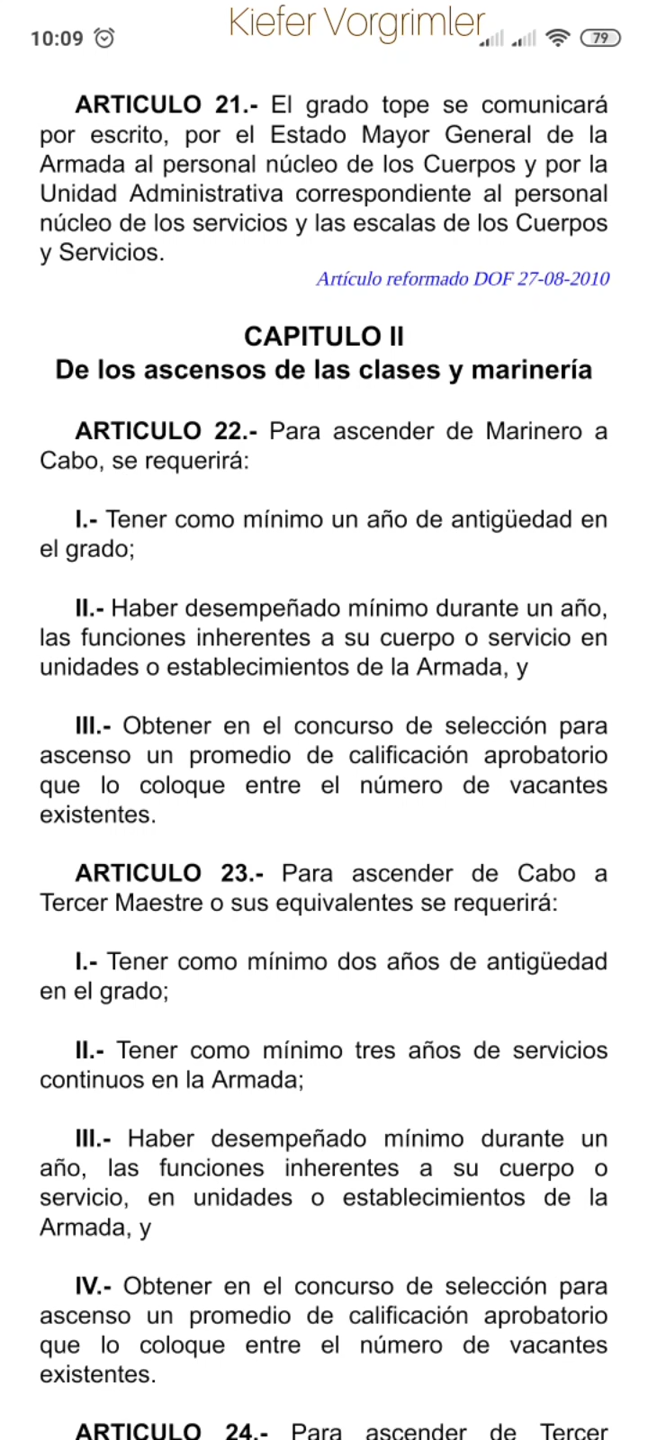 Kiefer Vorgrimler
10:09
79
ARTICULO 21.- El grado tope se comunicará
por escrito, por el Estado Mayor General de la
Armada al personal núcleo de los Cuerpos y por la
Unidad Administrativa correspondiente al personal
núcleo de los servicios y las escalas de los Cuerpos
y Servicios.
Artículo reformado DOF 27-08-2010
CAPITULO II
De los ascensos de las clases y marinería
ARTICULO 22.- Para ascender de Marinero a
Cabo, se requerirá:
I.- Tener como mínimo un año de antigüedad en
el grado;
II.- Haber desempeñado mínimo durante un año,
las funciones inherentes a su cuerpo o servicio en
unidades o establecimientos de la Armada, y
III.- Obtener en el concurso de selección para
ascenso un promedio de calificación aprobatorio
que lo coloque entre el número de vacantes
existentes.
ARTICULO 23.- Para ascender de Cabo a
Tercer Maestre o sus equivalentes se requerirá:
I.- Tener como mínimo dos años de antigüedad
en el grado;
II.- Tener como mínimo tres años de servicios
continuos en la Armada;
III.- Haber desempeñado mínimo durante un
año, las funciones inherentes a su cuerpo o
servicio, en unidades o establecimientos de la
Armada, y
IV.- Obtener en el concurso de selección para
ascenso un promedio de calificación aprobatorio
que lo coloque entre el número de vacantes
existentes.
ARTICULO 24.- Para ascender de Tercer